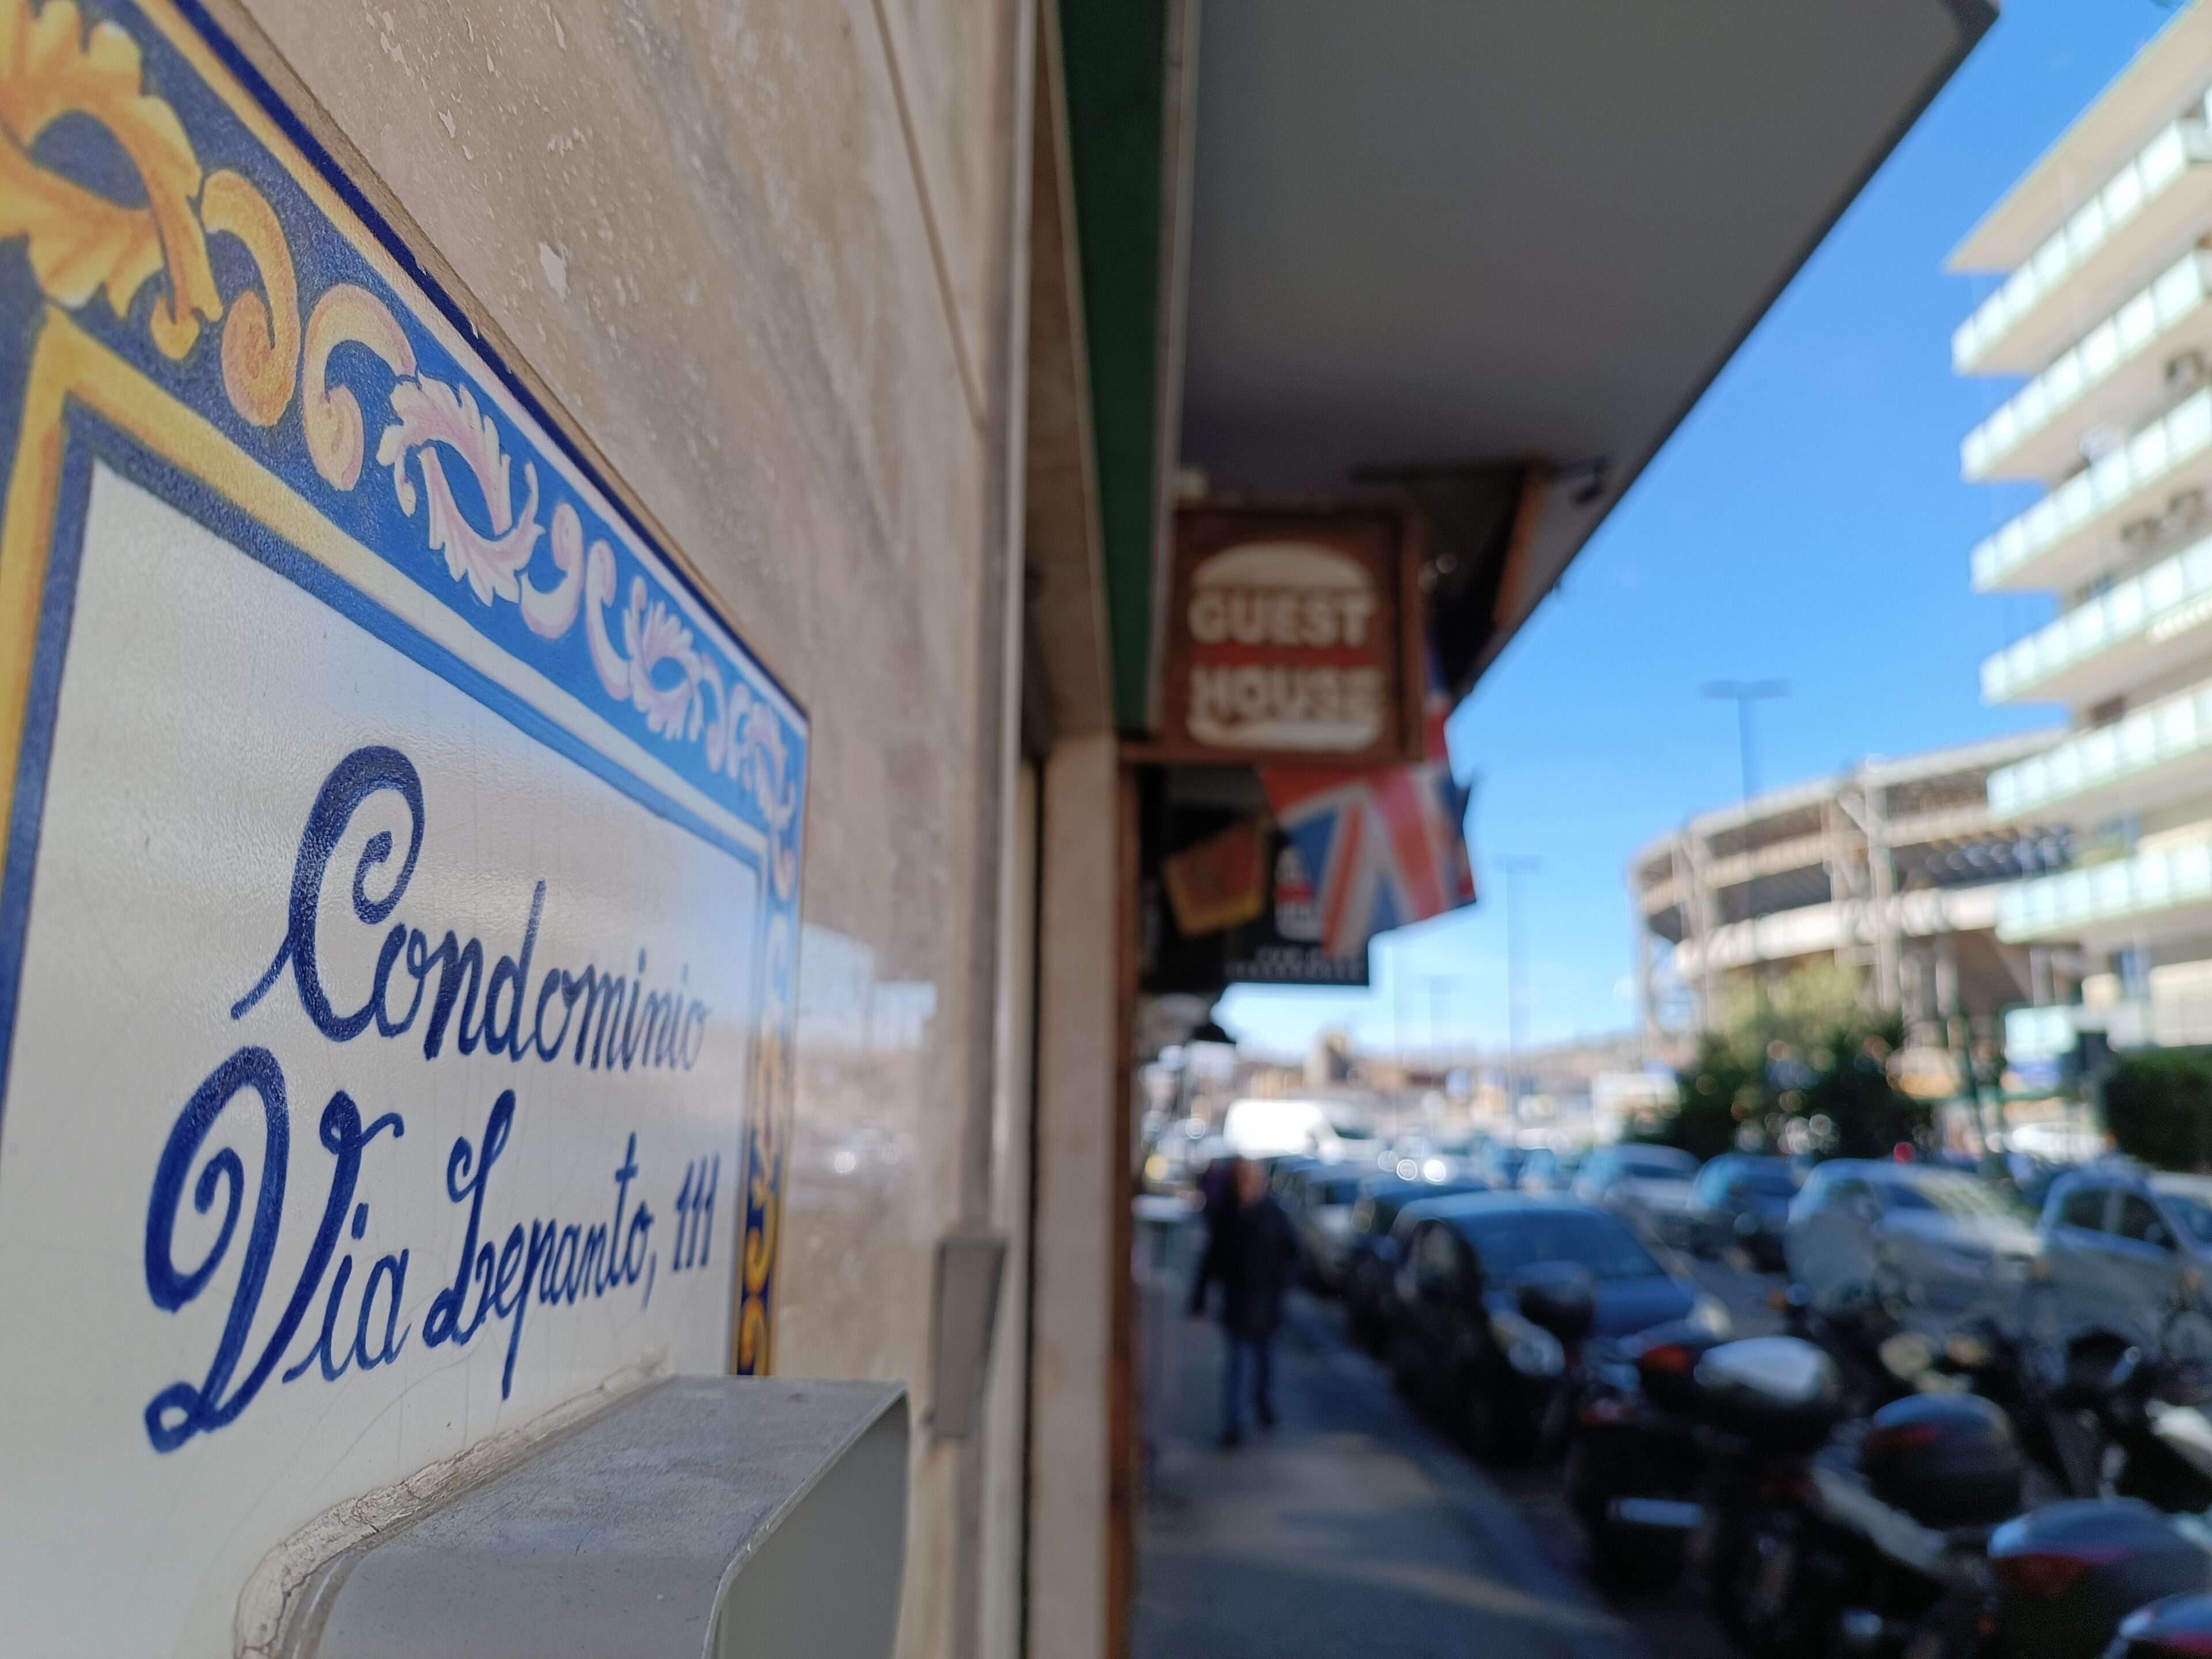 Condominio
Via Lepanto, 111
GUEST
HOUSE